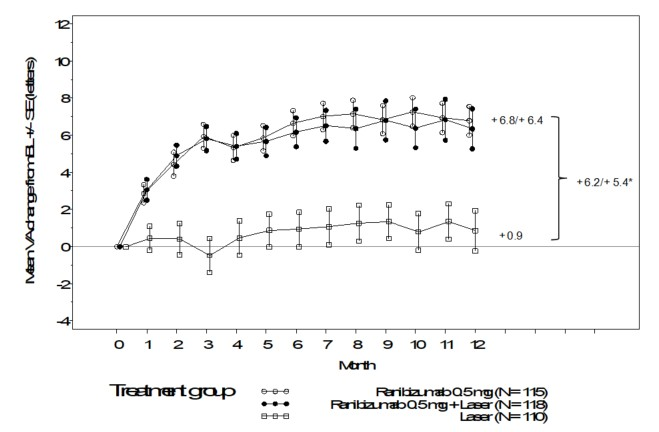 12
10
8
6
4
2
0
-2
-4
Mean VA change from BL +/- SE (letters)
+6.8/+6.4
+6.2/+5.4*
+0.9
0 1 2 3 4 5 6 7 8 9 10 11 12
Month
Treatment group
Ranibizumab 0.5 mg (N=115)
Ranibizumab 0.5 mg + Laser (N=118)
Laser (N=110)